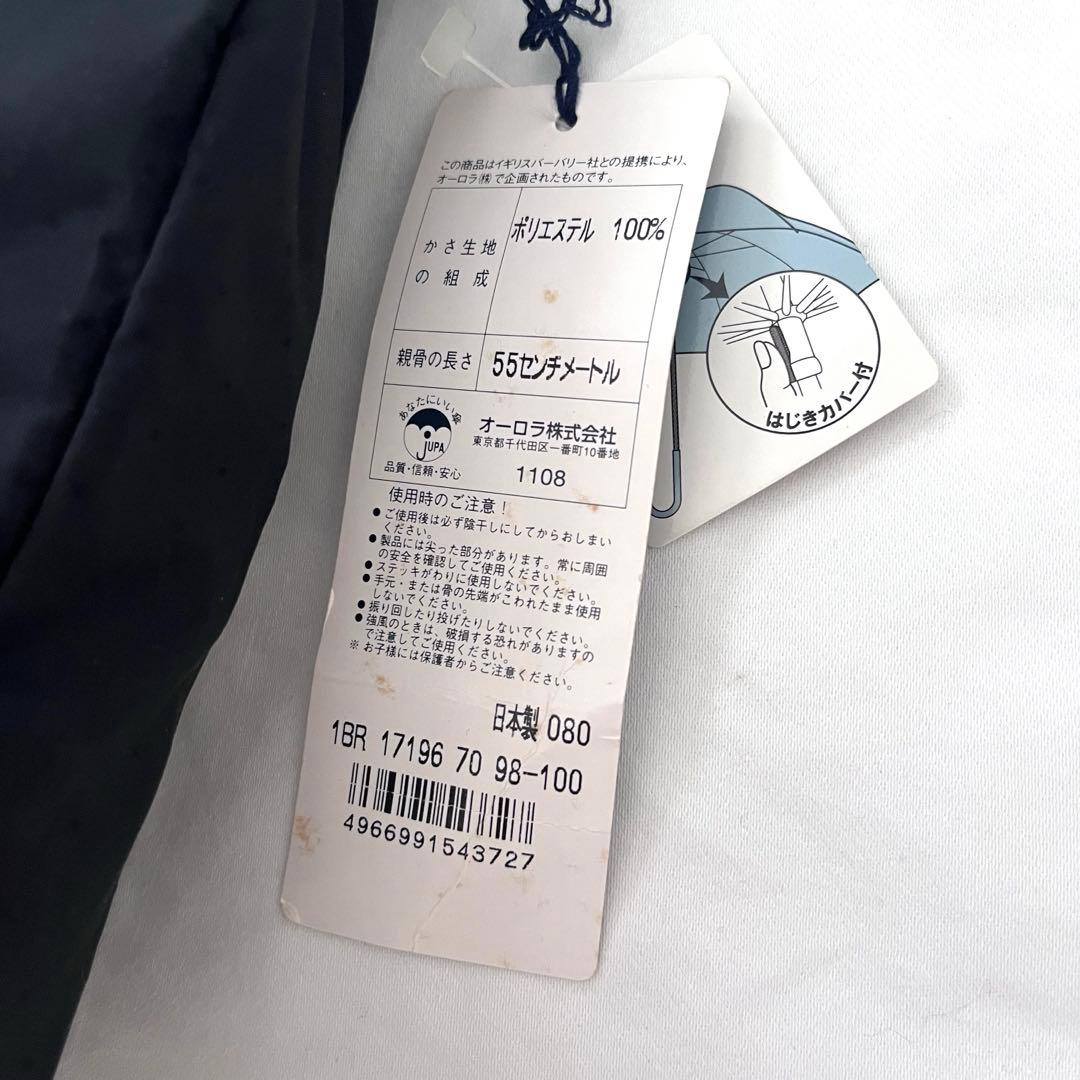 この商品はイギリスバーバリー社との提携により、
オーロラ㈱で企画されたものです。
かさ生地
の組成
ポリエステル 100%
親骨の長さ
55センチメートル
あなたにいい傘
JUPA
品質・信頼・安心
オーロラ株式会社
東京都千代田区一番町10番地
1108
使用時のご注意！
● ご使用後は必ず陰干しにしてからおしまい
ください。
● 製品には尖った部分があります。常に周囲
の安全を確認してご使用ください。
● ステッキがわりに使用しないでください。
● 手元・または骨の先端がこわれたまま使用
しないでください。
● 振り回したり投げたりしないでください。
● 強風のときは、破損する恐れがありますの
で注意してご使用ください。
※ お子様には保護者からご注意ください。
日本製 080
1BR 17196 70 98-100
4966991543727
はじきカバー付